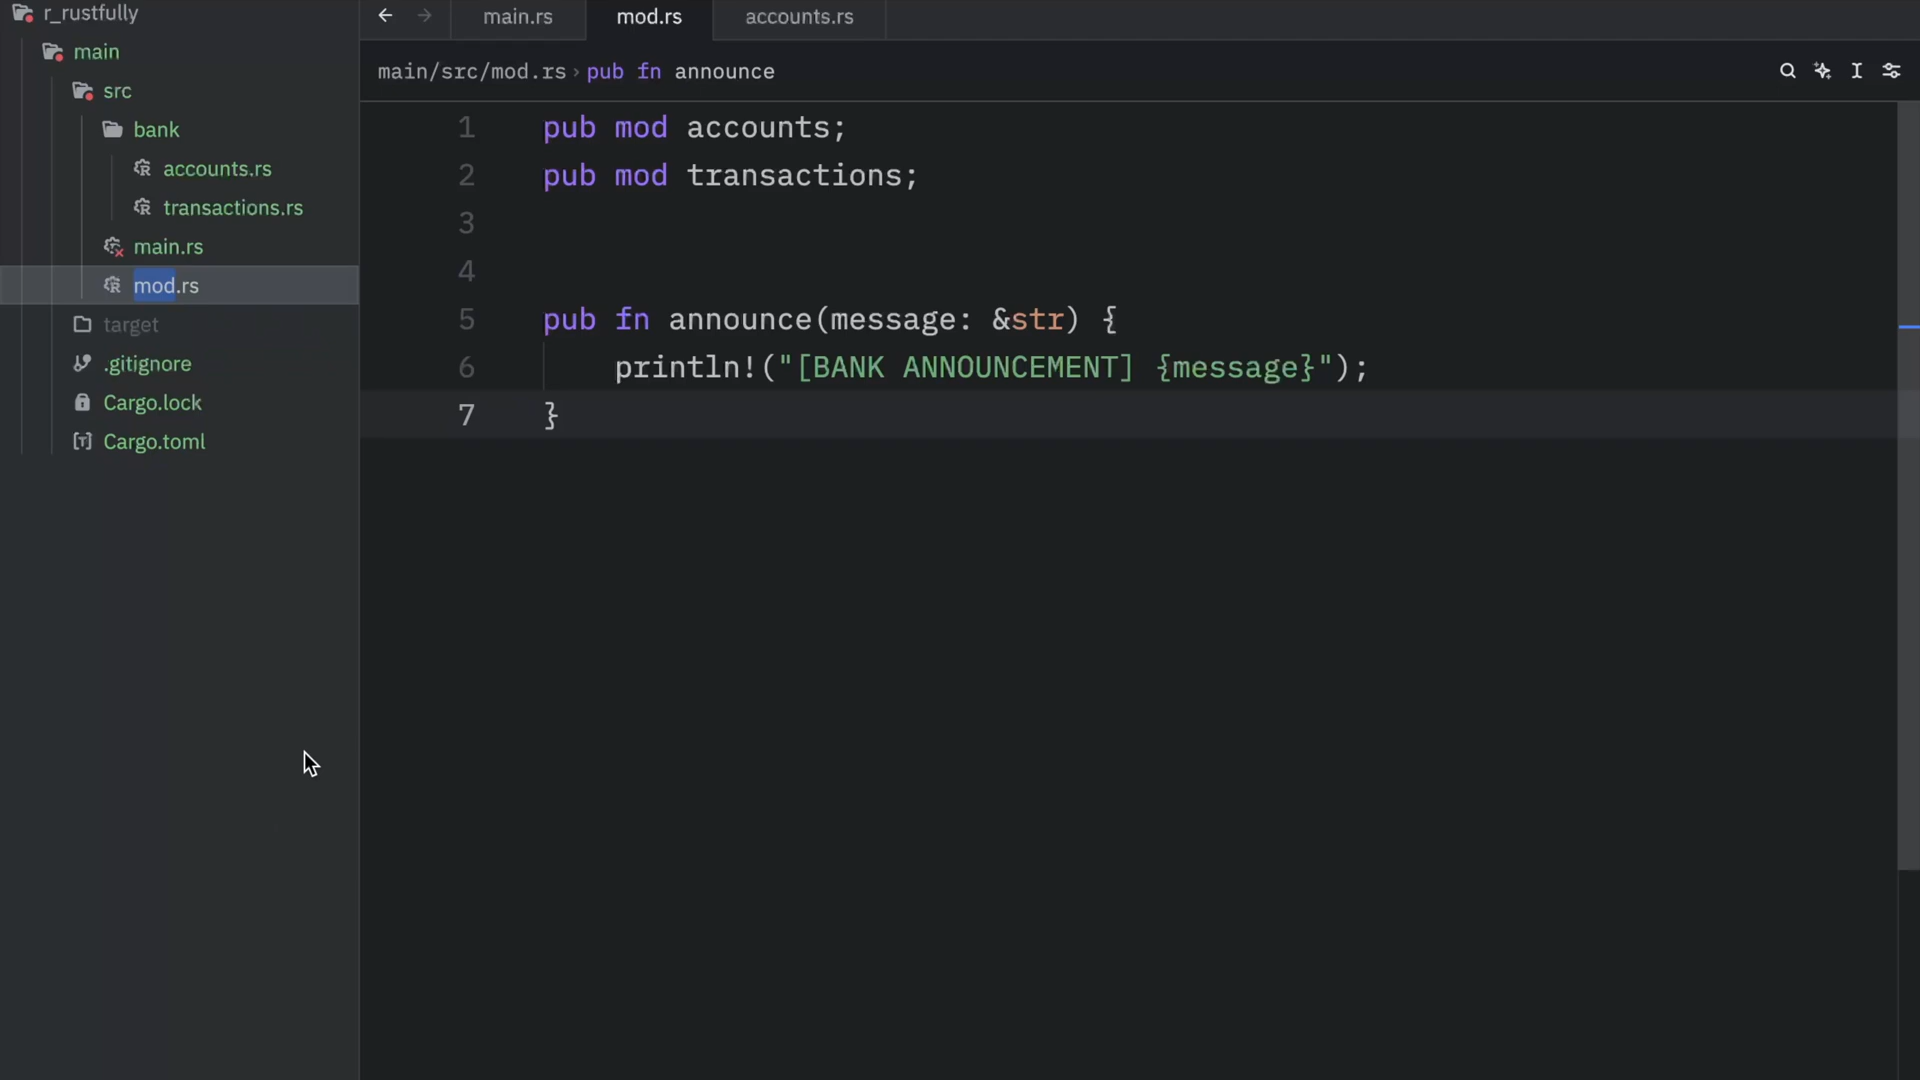 r_rustfully
main
src
bank
accounts.rs
transactions.rs
main.rs
mod.rs
target
.gitignore
Cargo.lock
Cargo.toml
main.rs
mod.rs
accounts.rs
main/src/mod.rs › pub fn announce
1 pub mod accounts;
2 pub mod transactions;
3
4
5 pub fn announce(message: &str) {
6 println!("[BANK ANNOUNCEMENT] {message}");
7 }